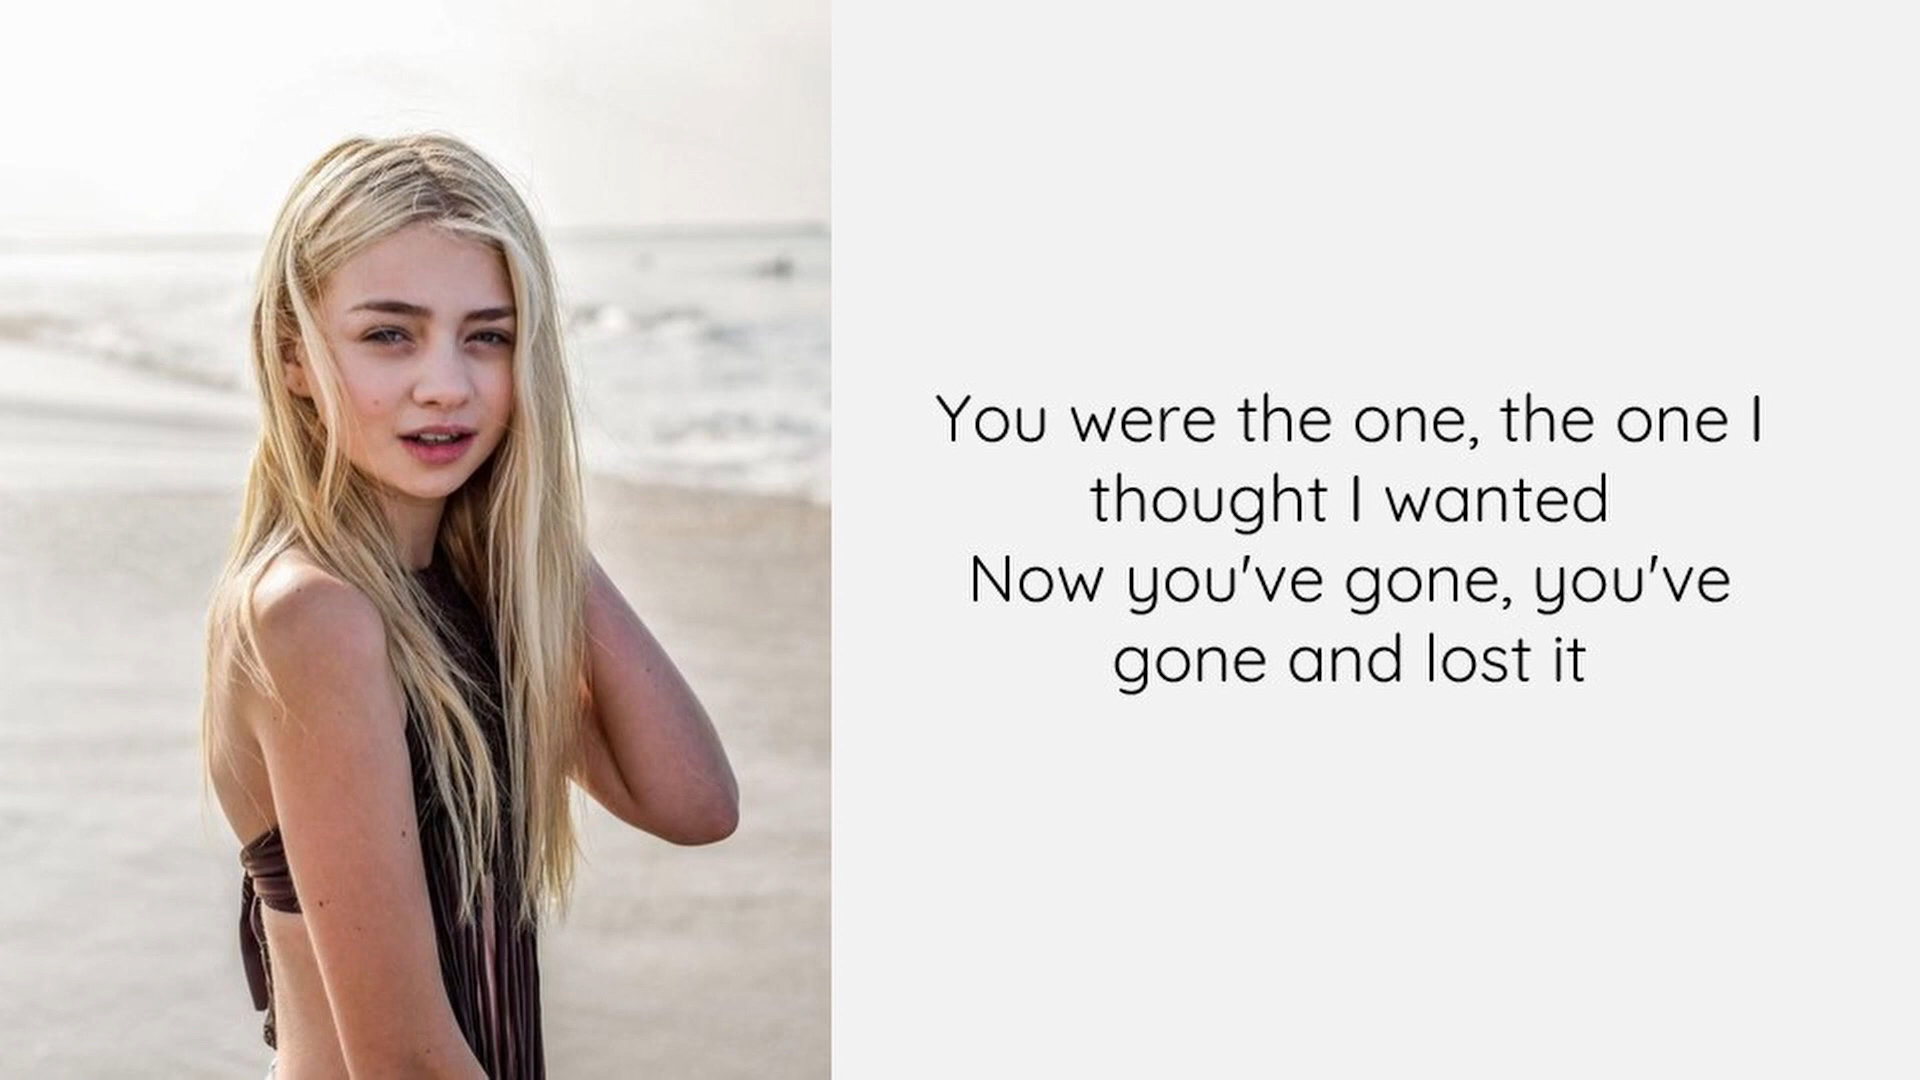 You were the one, the one I
thought I wanted
Now you've gone, you've
gone and lost it